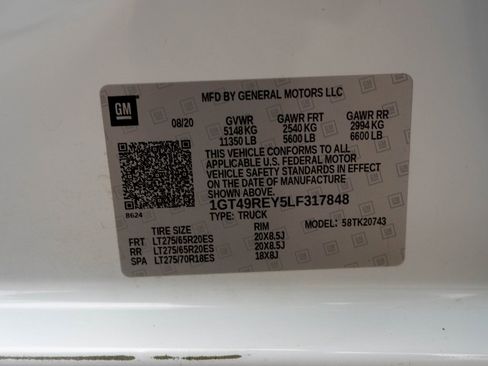 GM
MFD BY GENERAL MOTORS LLC
08/20 GVWR GAWR FRT GAWR RR
5148 KG 2540 KG 2994 KG
11350 LB 5600 LB 6600 LB
THIS VEHICLE CONFORMS TO ALL
APPLICABLE U.S. FEDERAL MOTOR
VEHICLE SAFETY STANDARDS IN EFFECT
ON THE DATE OF MANUFACTURE SHOWN ABOVE.
B624
1GT49REY5LF317848
TYPE: TRUCK MODEL: 58TK20743
TIRE SIZE RIM
FRT LT275/65R20ES 20X8.5J
RR LT275/65R20ES 20X8.5J
SPA LT275/70R18ES 18X8J